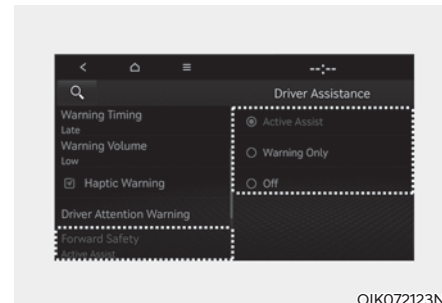 --:--
Driver Assistance
Warning Timing
Late
Warning Volume
Low
Haptic Warning
Driver Attention Warning
Forward Safety
Active Assist
Active Assist
Warning Only
Off
OIK072123N